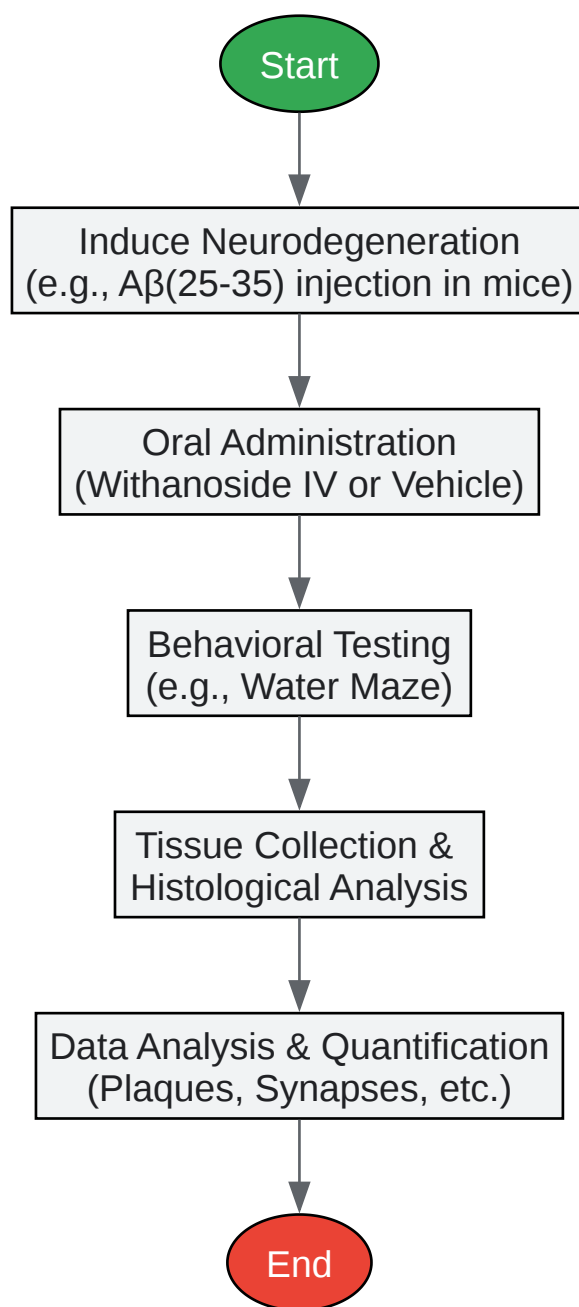 Start
Induce Neurodegeneration
(e.g., Aβ(25-35) injection in mice)
Oral Administration
(Withanoside IV or Vehicle)
Behavioral Testing
(e.g., Water Maze)
Tissue Collection &
Histological Analysis
Data Analysis & Quantification
(Plaques, Synapses, etc.)
End